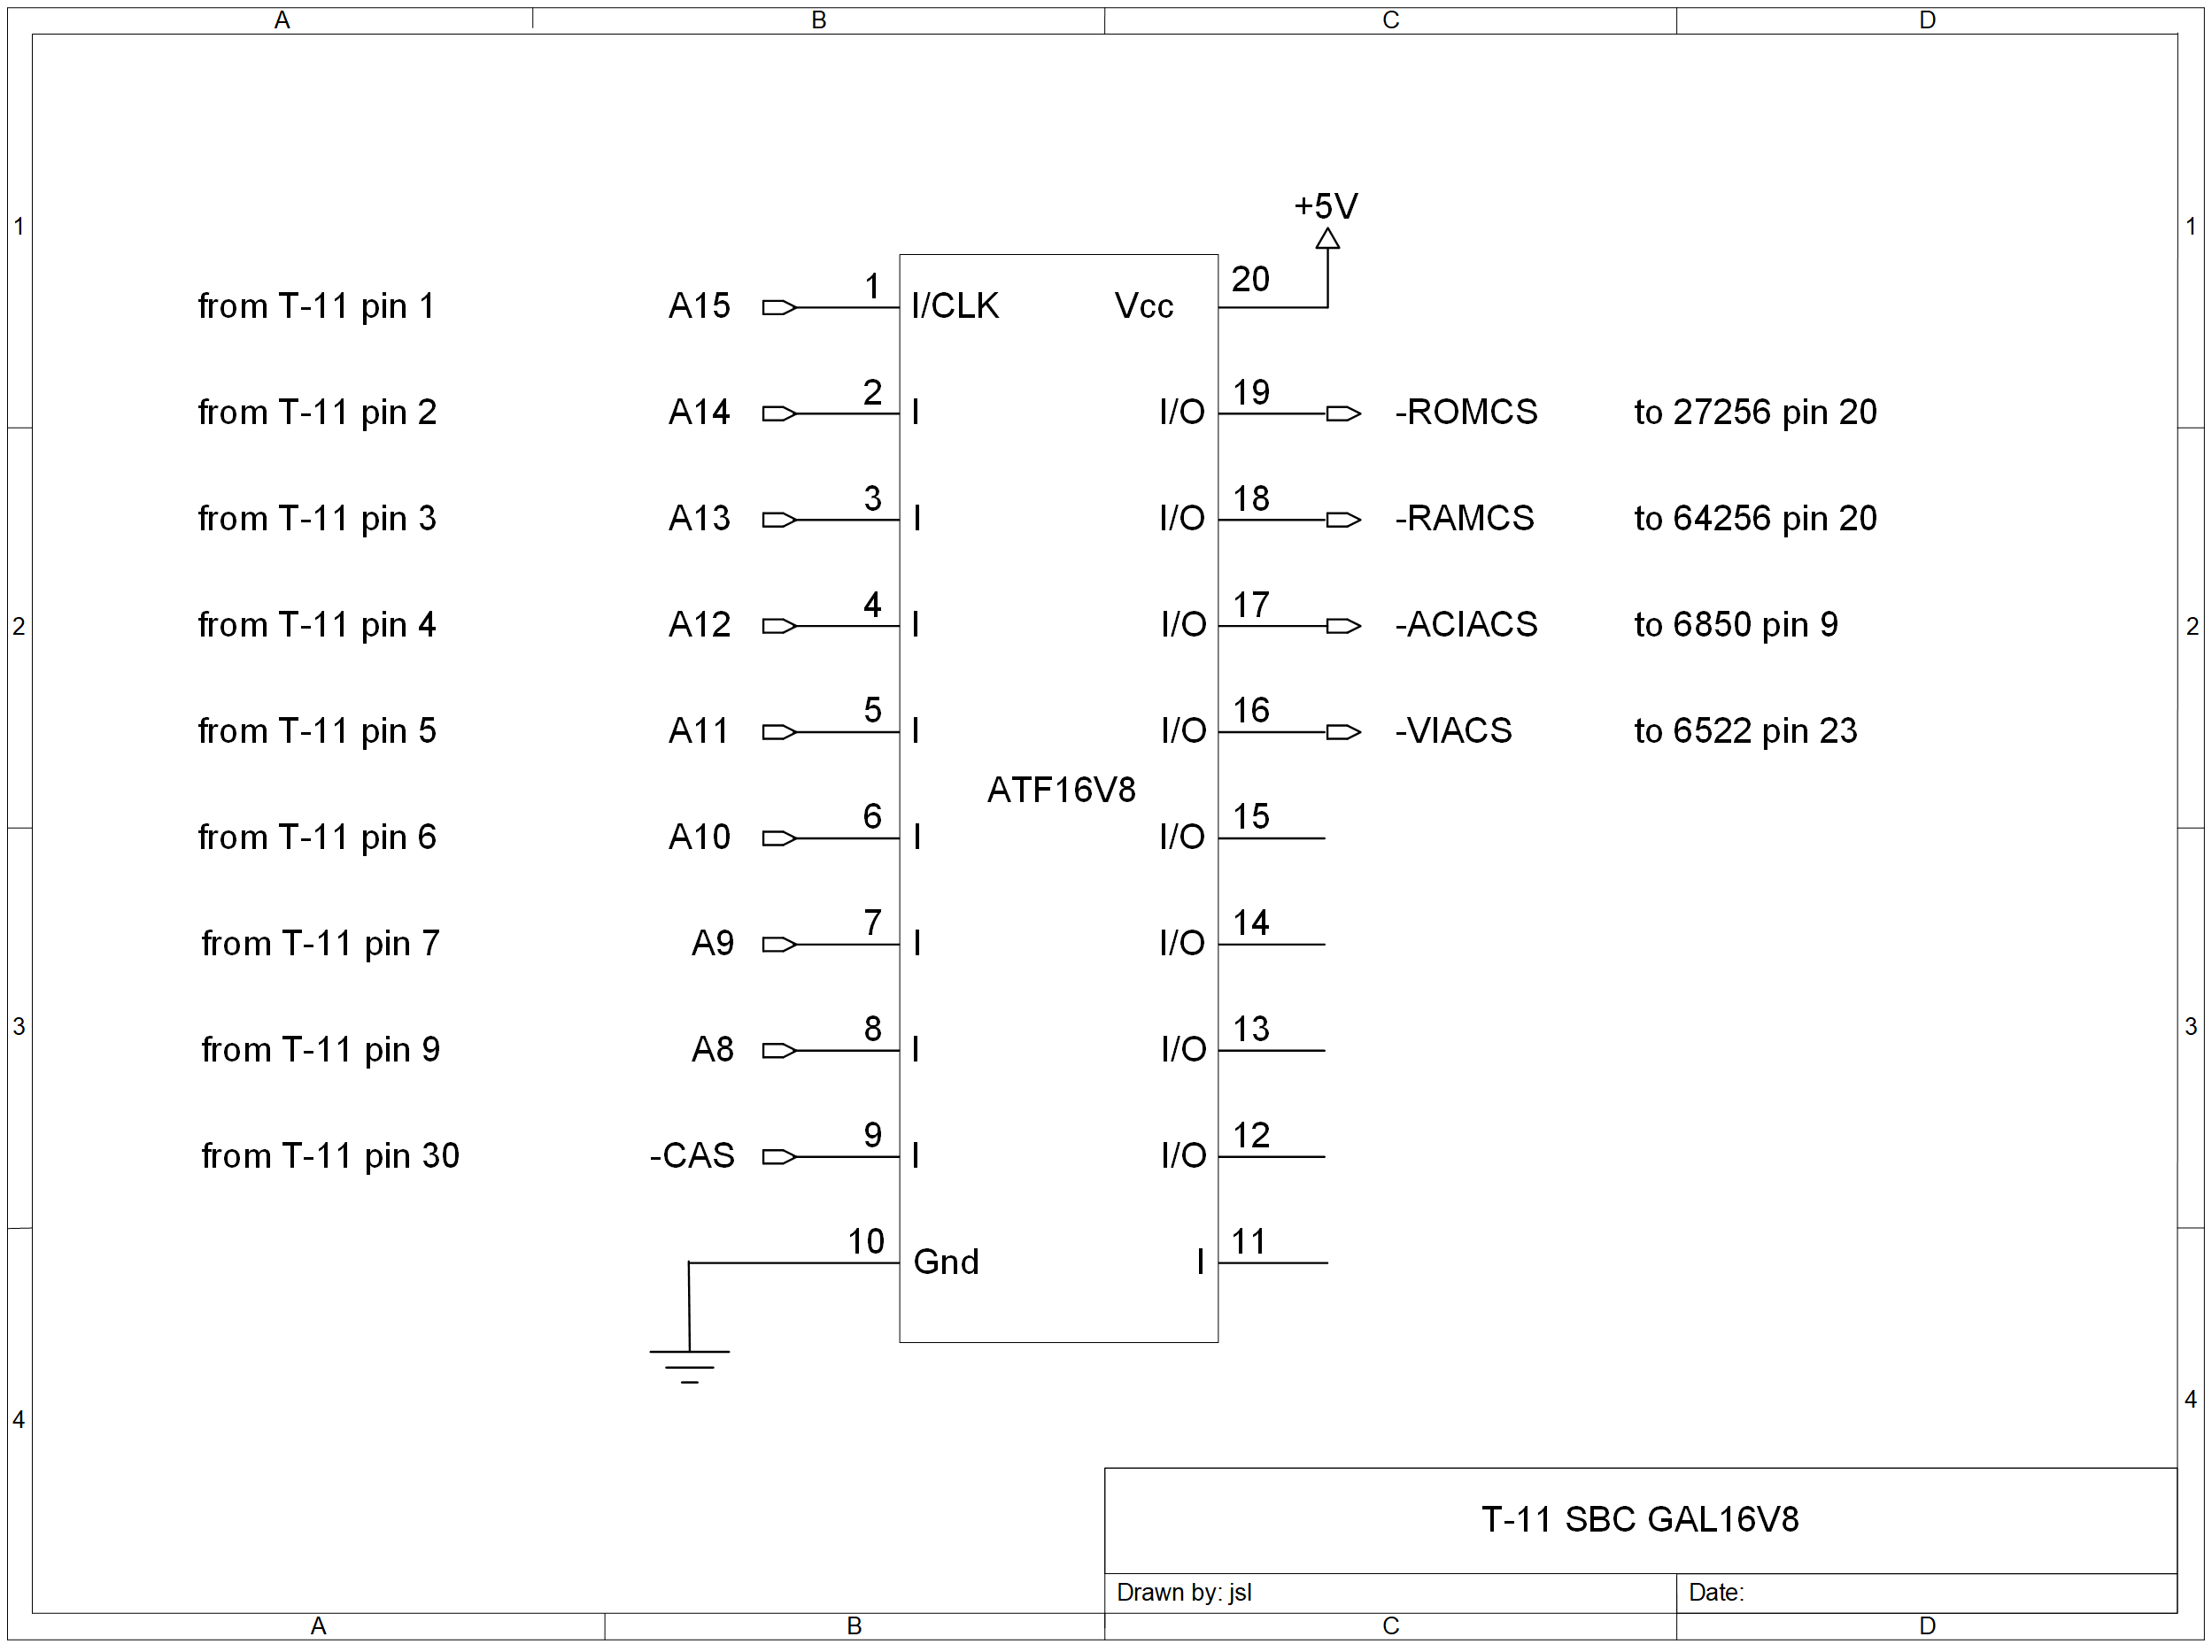 A B C D
+5V
1 1
from T-11 pin 1 A15 1 I/CLK Vcc 20
from T-11 pin 2 A14 2 I I/O 19 -ROMCS to 27256 pin 20
from T-11 pin 3 A13 3 I I/O 18 -RAMCS to 64256 pin 20
2 from T-11 pin 4 A12 4 I I/O 17 -ACIACS to 6850 pin 9 2
from T-11 pin 5 A11 5 I I/O 16 -VIACS to 6522 pin 23
ATF16V8
from T-11 pin 6 A10 6 I I/O 15
from T-11 pin 7 A9 7 I I/O 14
3 3
from T-11 pin 9 A8 8 I I/O 13
from T-11 pin 30 -CAS 9 I I/O 12
10 Gnd I 11
4 4
T-11 SBC GAL16V8
Drawn by: jsl Date:
A B C D